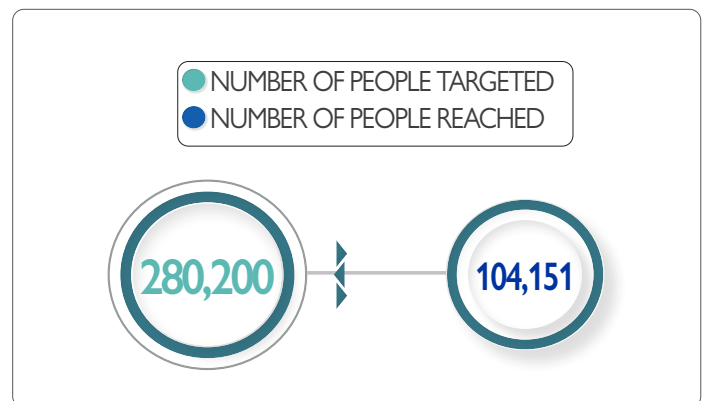 NUMBER OF PEOPLE TARGETED
NUMBER OF PEOPLE REACHED
280,200
104,151